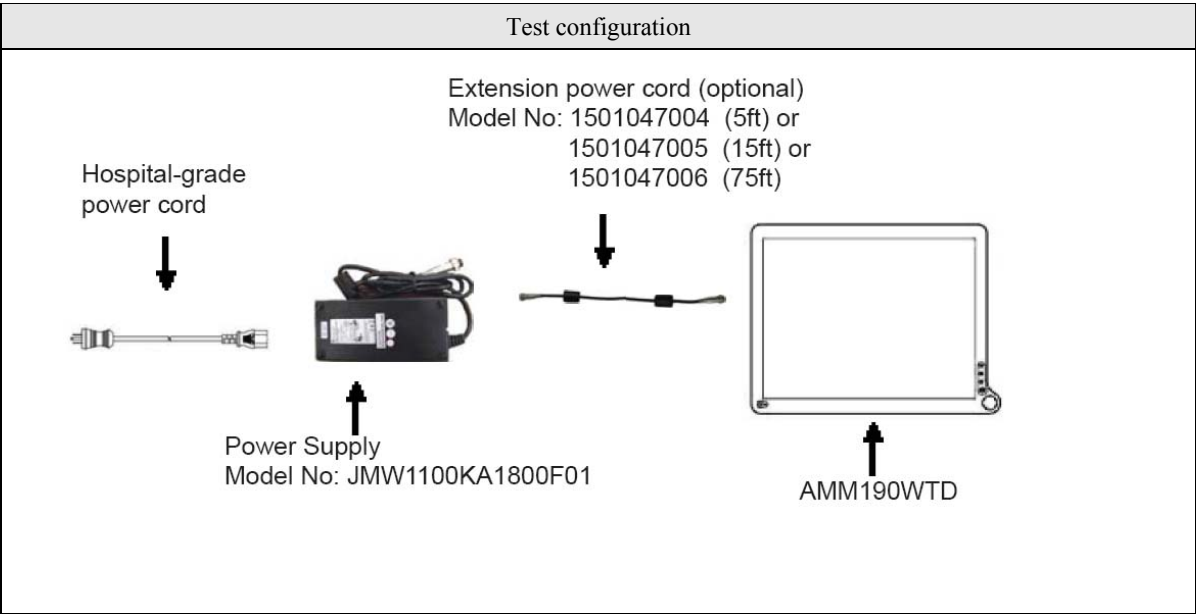 Test configuration
Extension power cord (optional)
Model No: 1501047004 (5ft) or
1501047005 (15ft) or
1501047006 (75ft)
Hospital-grade
power cord
Power Supply
Model No: JMW1100KA1800F01
AMM190WTD